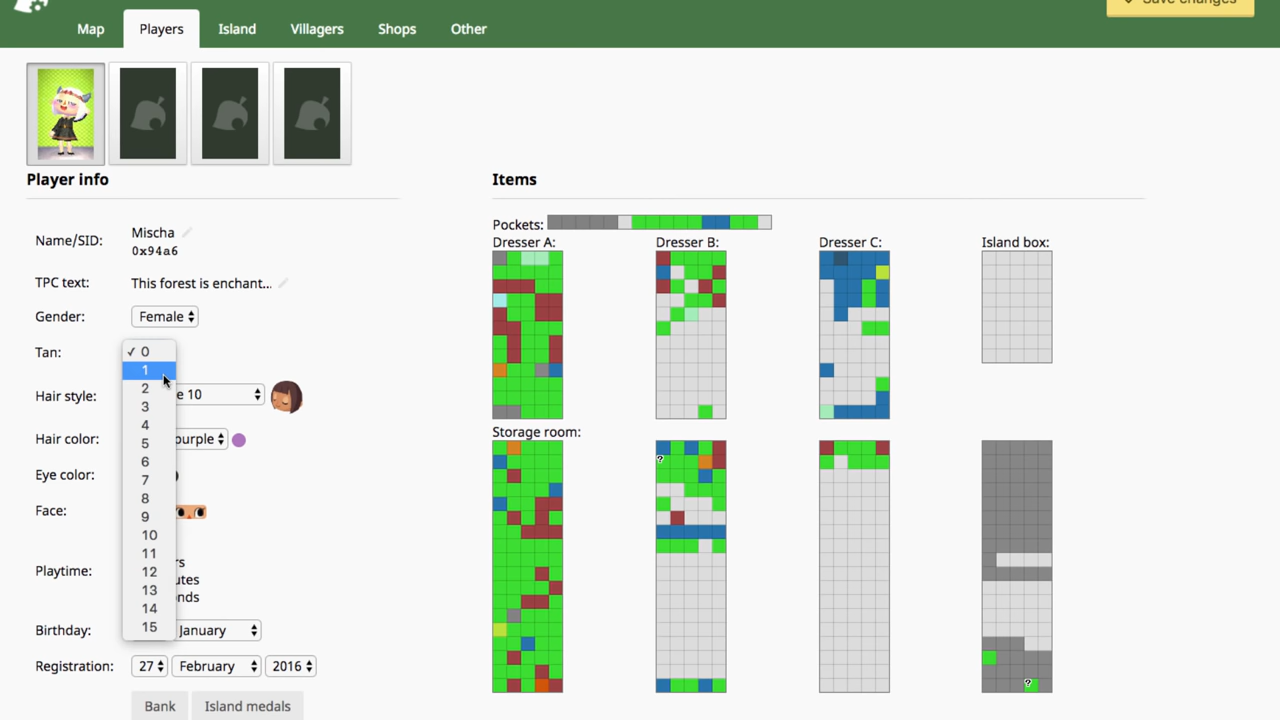 Save changes
Map Players Island Villagers Shops Other
Player info
Name/SID: Mischa
0x94a6
TPC text: This forest is enchant...
Gender: Female
Tan: ✓ 0
1
2
3
4
5
6
7
8
9
10
11
12
13
14
15
Hair style: e 10
Hair color: purple
Eye color:
Face:
Playtime: rs
utes
nds
Birthday: January
Registration: 27 February 2016
Bank Island medals
Items
Pockets:
Dresser A: Dresser B: Dresser C: Island box:
Storage room:
?
?